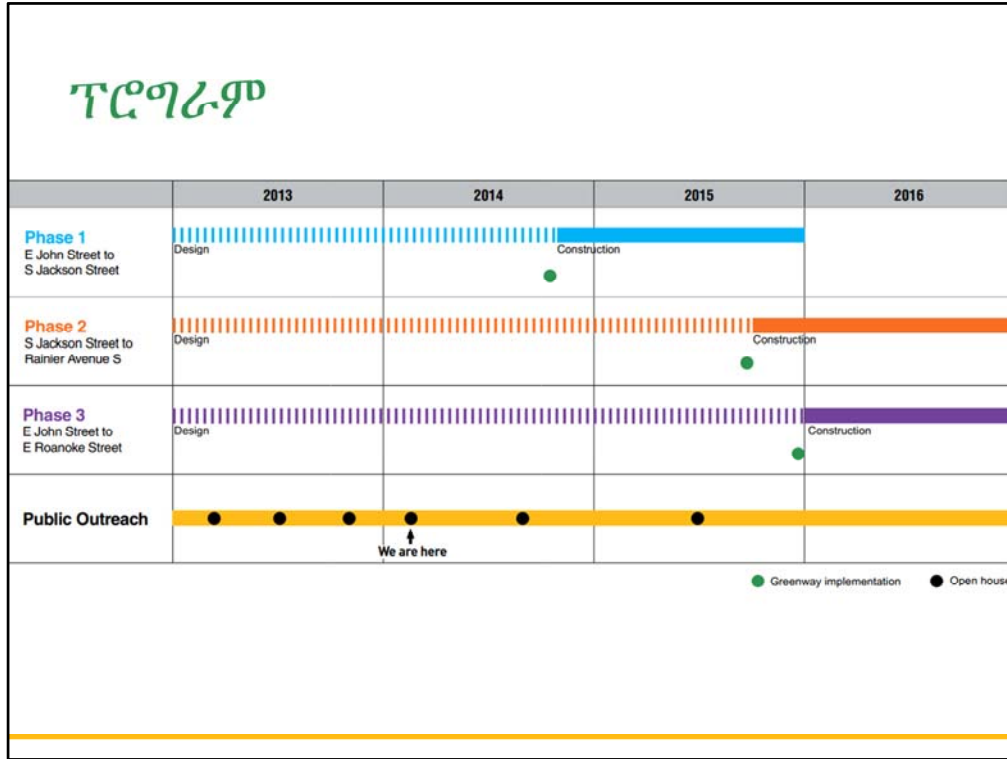 ፕሮግራም
2013 2014 2015 2016
Phase 1
E John Street to
S Jackson Street
Design Construction
Phase 2
S Jackson Street to
Rainier Avenue S
Design Construction
Phase 3
E John Street to
E Roanoke Street
Design Construction
Public Outreach
We are here
Greenway implementation Open house